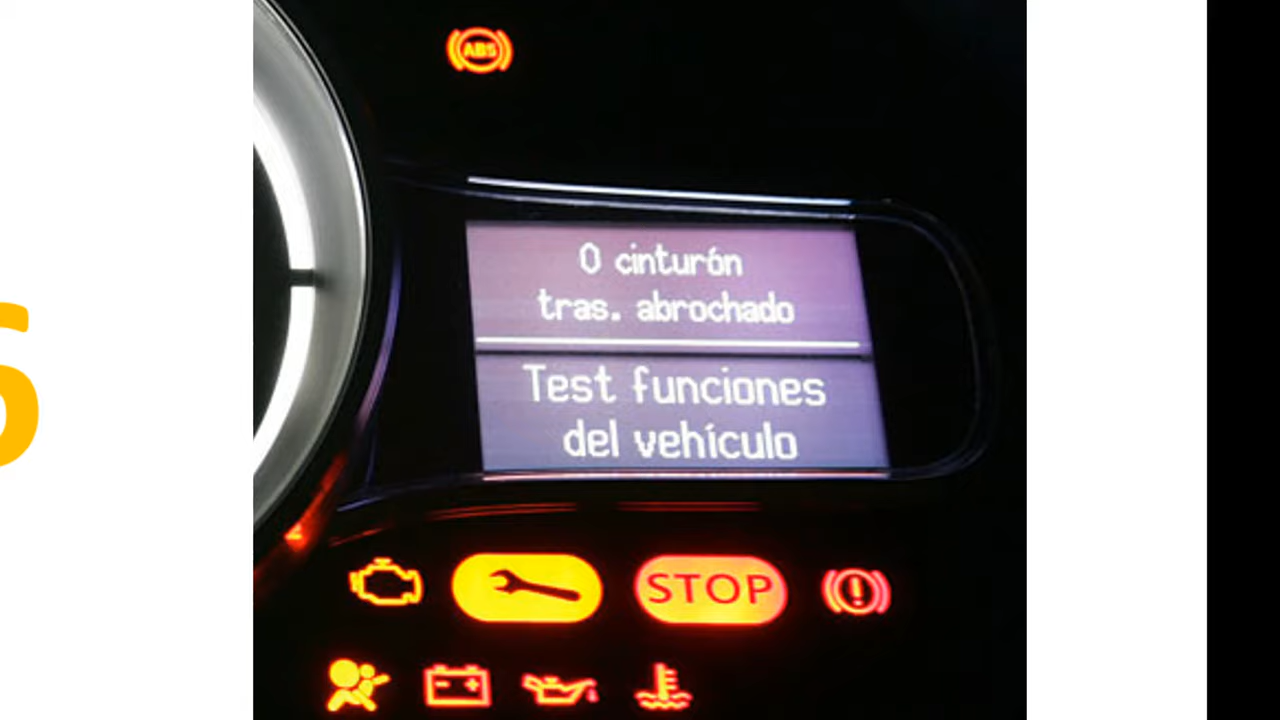 ABS
0 cinturón
tras. abrochado
Test funciones
del vehículo
STOP